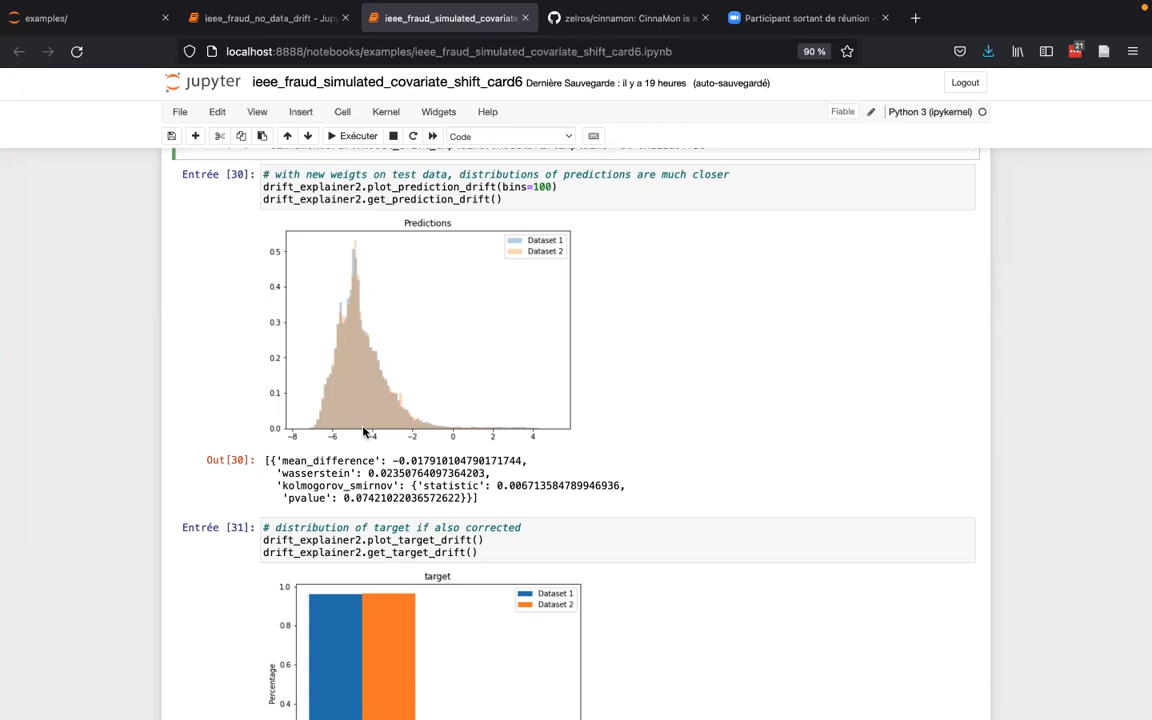 examples/
ieee_fraud_no_data_drift - Jup
ieee_fraud_simulated_covariate
zelros/cinnamon: CinnaMon is a
Participant sortant de réunion -
localhost:8888/notebooks/examples/ieee_fraud_simulated_covariate_shift_card6.ipynb
90 %
21
jupyter
ieee_fraud_simulated_covariate_shift_card6 Dernière Sauvegarde : il y a 19 heures (auto-sauvegardé)
Logout
File Edit View Insert Cell Kernel Widgets Help
Fiable
Python 3 (ipykernel)
Exécuter
Code
Entrée [30]:
# with new weigts on test data, distributions of predictions are much closer
drift_explainer2.plot_prediction_drift(bins=100)
drift_explainer2.get_prediction_drift()
Predictions
Dataset 1
Dataset 2
0.5
0.4
0.3
0.2
0.1
0.0
−8 −6 −4 −2 0 2 4
Out[30]:
[{'mean_difference': -0.017910104790171744,
'wasserstein': 0.02350764097364203,
'kolmogorov_smirnov': {'statistic': 0.006713584789946936,
'pvalue': 0.07421022036572622}}]
Entrée [31]:
# distribution of target if also corrected
drift_explainer2.plot_target_drift()
drift_explainer2.get_target_drift()
target
Dataset 1
Dataset 2
1.0
0.8
0.6
0.4
Percentage